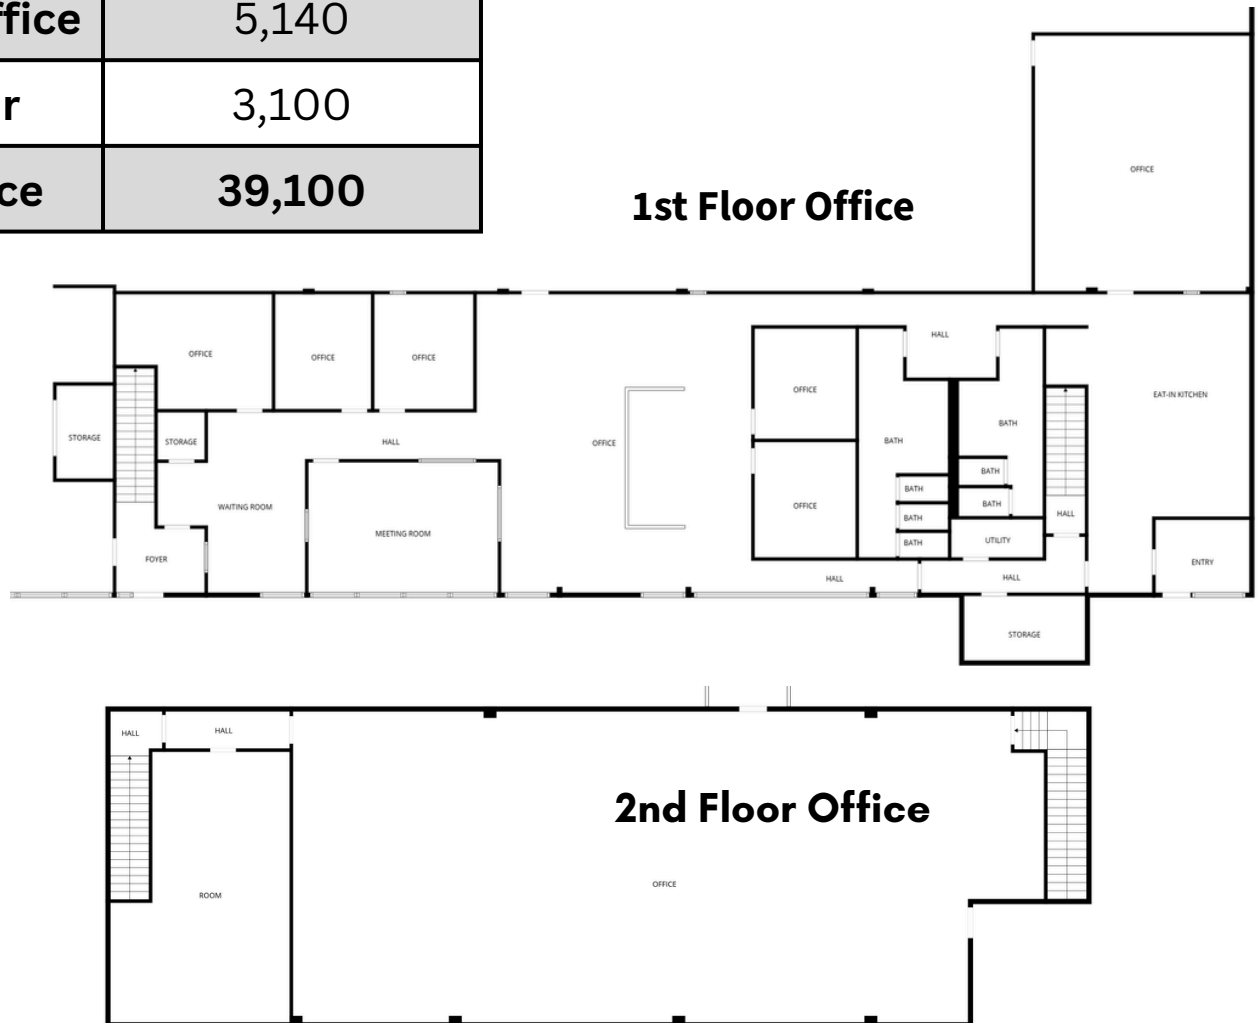 ffice 5,140
r 3,100
ce 39,100
1st Floor Office
OFFICE
HALL
OFFICE
OFFICE
OFFICE
OFFICE
EAT-IN KITCHEN
BATH
STORAGE
STORAGE
HALL
OFFICE
BATH
BATH
BATH
BATH
WAITING ROOM
OFFICE
BATH
HALL
BATH
MEETING ROOM
UTILITY
BATH
FOYER
ENTRY
HALL
HALL
STORAGE
HALL
HALL
2nd Floor Office
OFFICE
ROOM